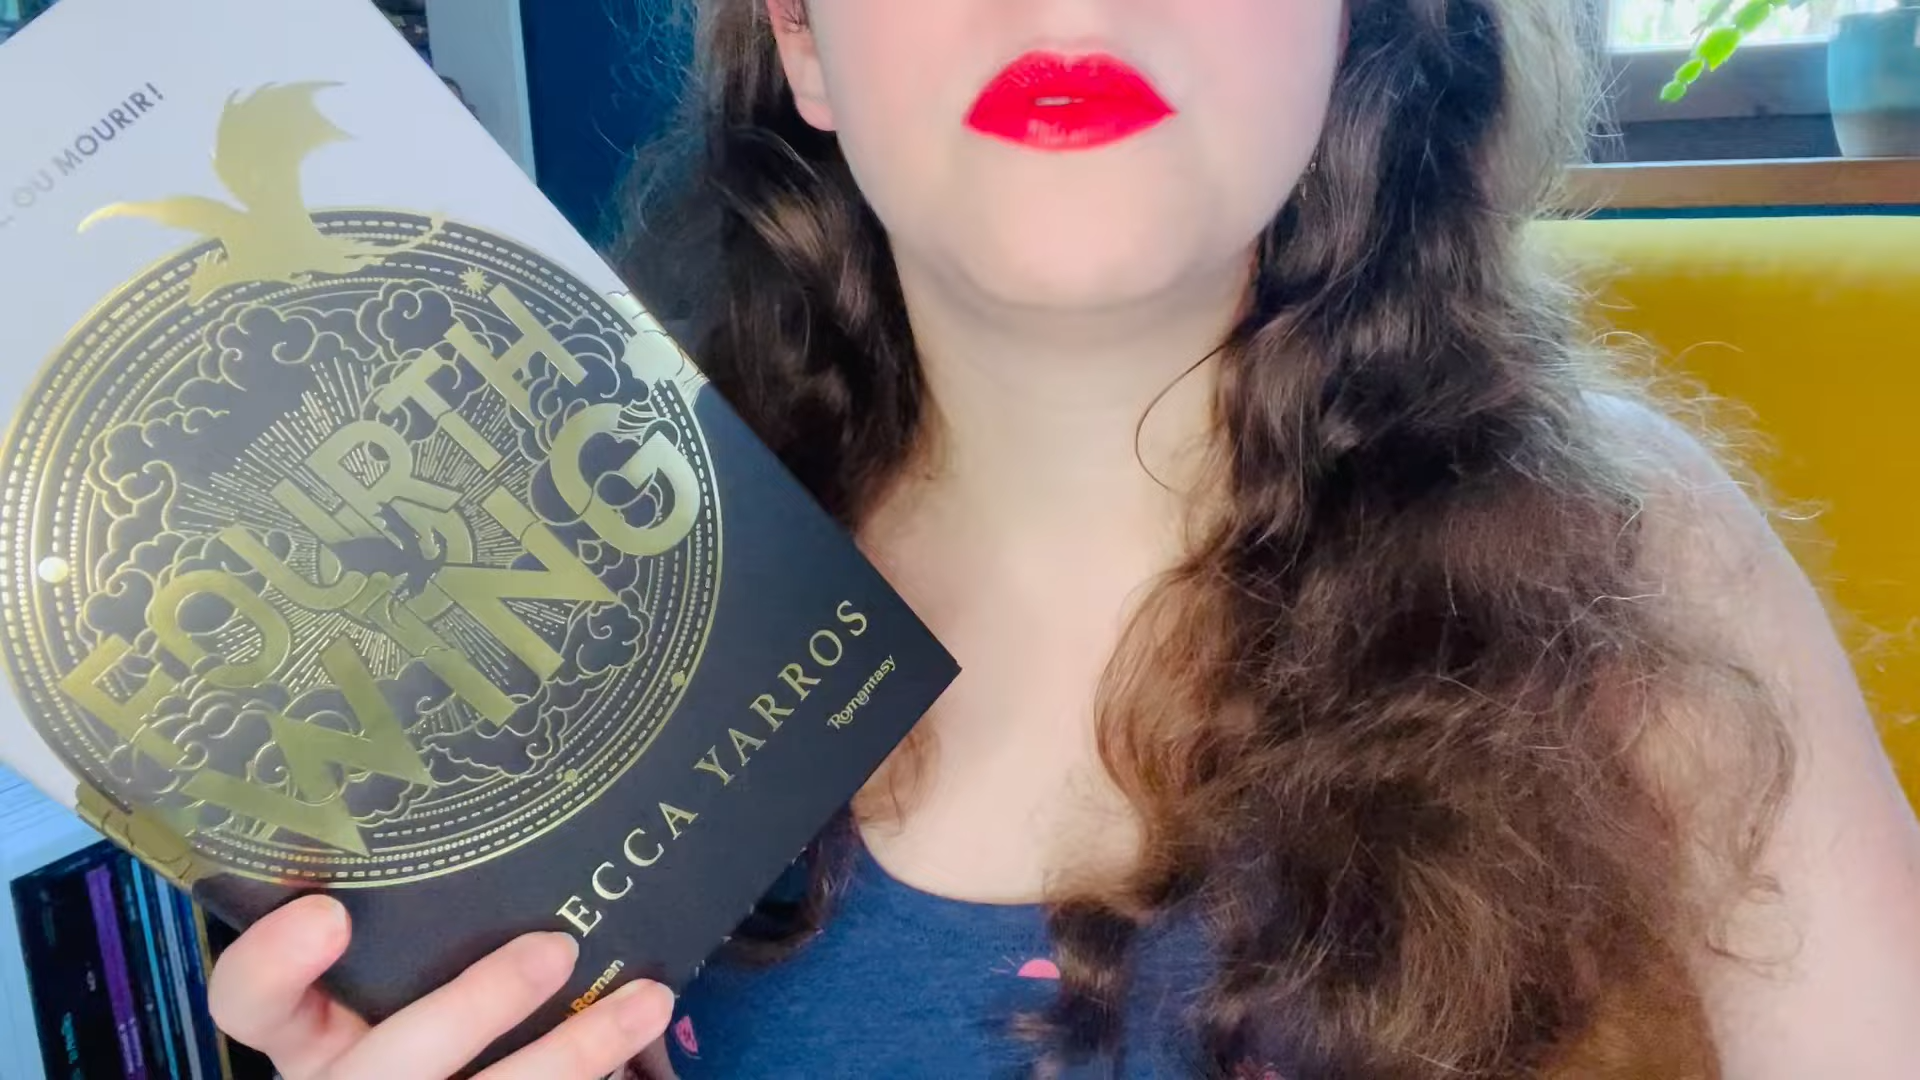 OU MOURIR!
FOURTH
WING
ECCA YARROS
Romantasy
Roman